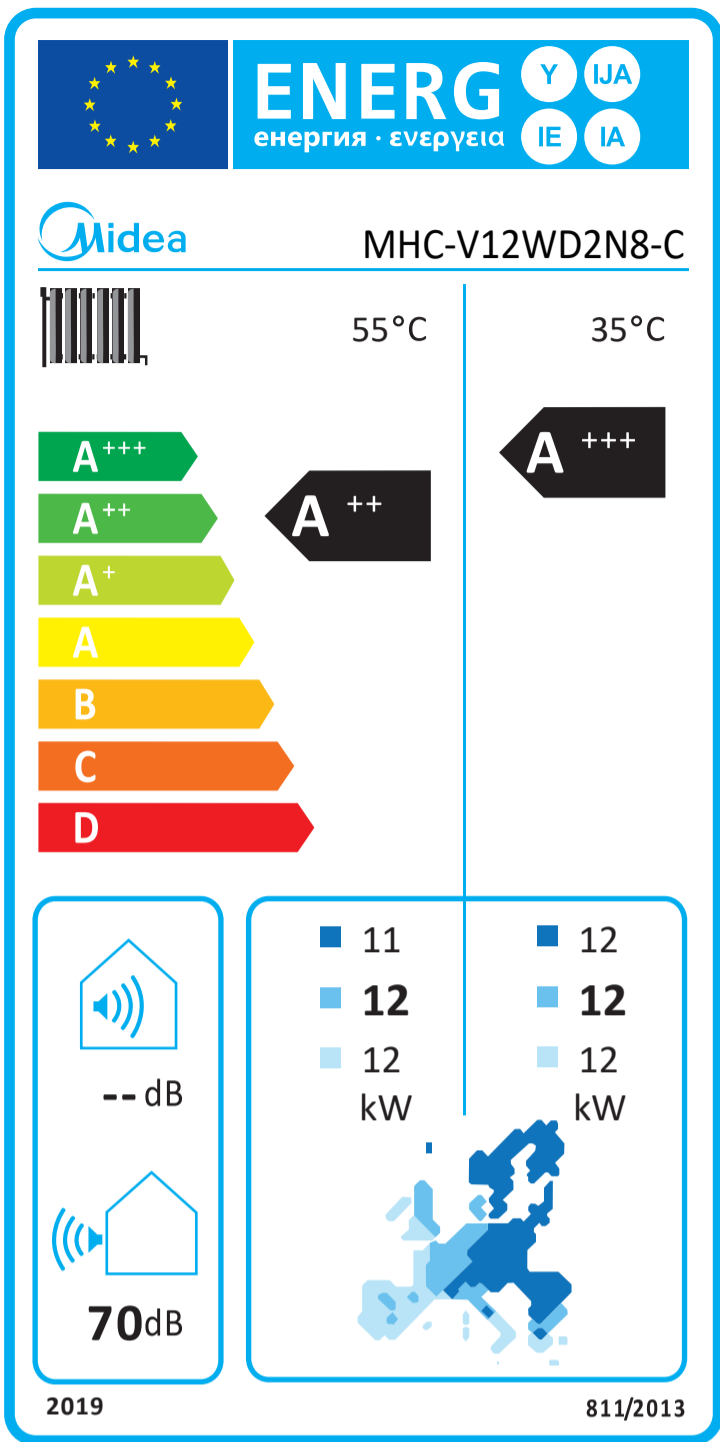 ENERG
енергия · ενεργεια
Y IJA
IE IA
Midea
MHC-V12WD2N8-C
55°C 35°C
A+++
A++
A+
A
B
C
D
A ++
A +++
-- dB
70dB
11 12
12 12
12 12
kW kW
2019 811/2013